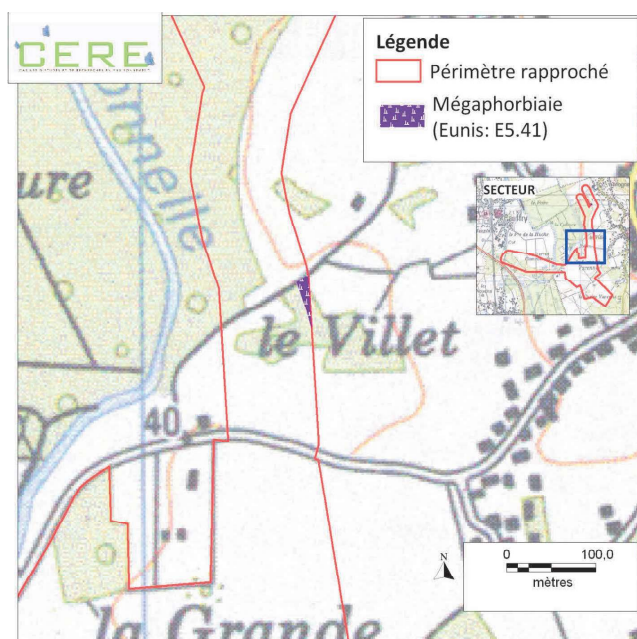 CERE
Légende
Périmètre rapproché
Mégaphorbiaie
(Eunis: E5.41)
SECTEUR
onneille
ure
le Villet
40
N
0 100,0
mètres
la Grande